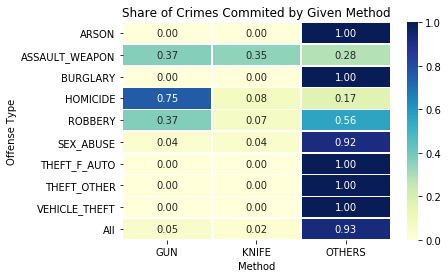 Share of Crimes Commited by Given Method
ARSON 0.00 0.00 1.00
ASSAULT_WEAPON 0.37 0.35 0.28
BURGLARY 0.00 0.00 1.00
HOMICIDE 0.75 0.08 0.17
ROBBERY 0.37 0.07 0.56
SEX_ABUSE 0.04 0.04 0.92
THEFT_F_AUTO 0.00 0.00 1.00
THEFT_OTHER 0.00 0.00 1.00
VEHICLE_THEFT 0.00 0.00 1.00
All 0.05 0.02 0.93
GUN KNIFE OTHERS
Method
Offense Type
1.0
0.8
0.6
0.4
0.2
0.0